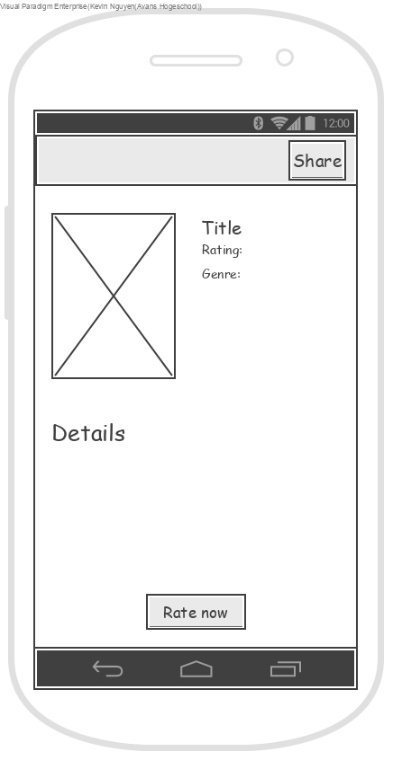 Visual Paradigm Enterprise(Kevin Nguyen(Avans Hogeschool))
12:00
Share
Title
Rating:
Genre:
Details
Rate now